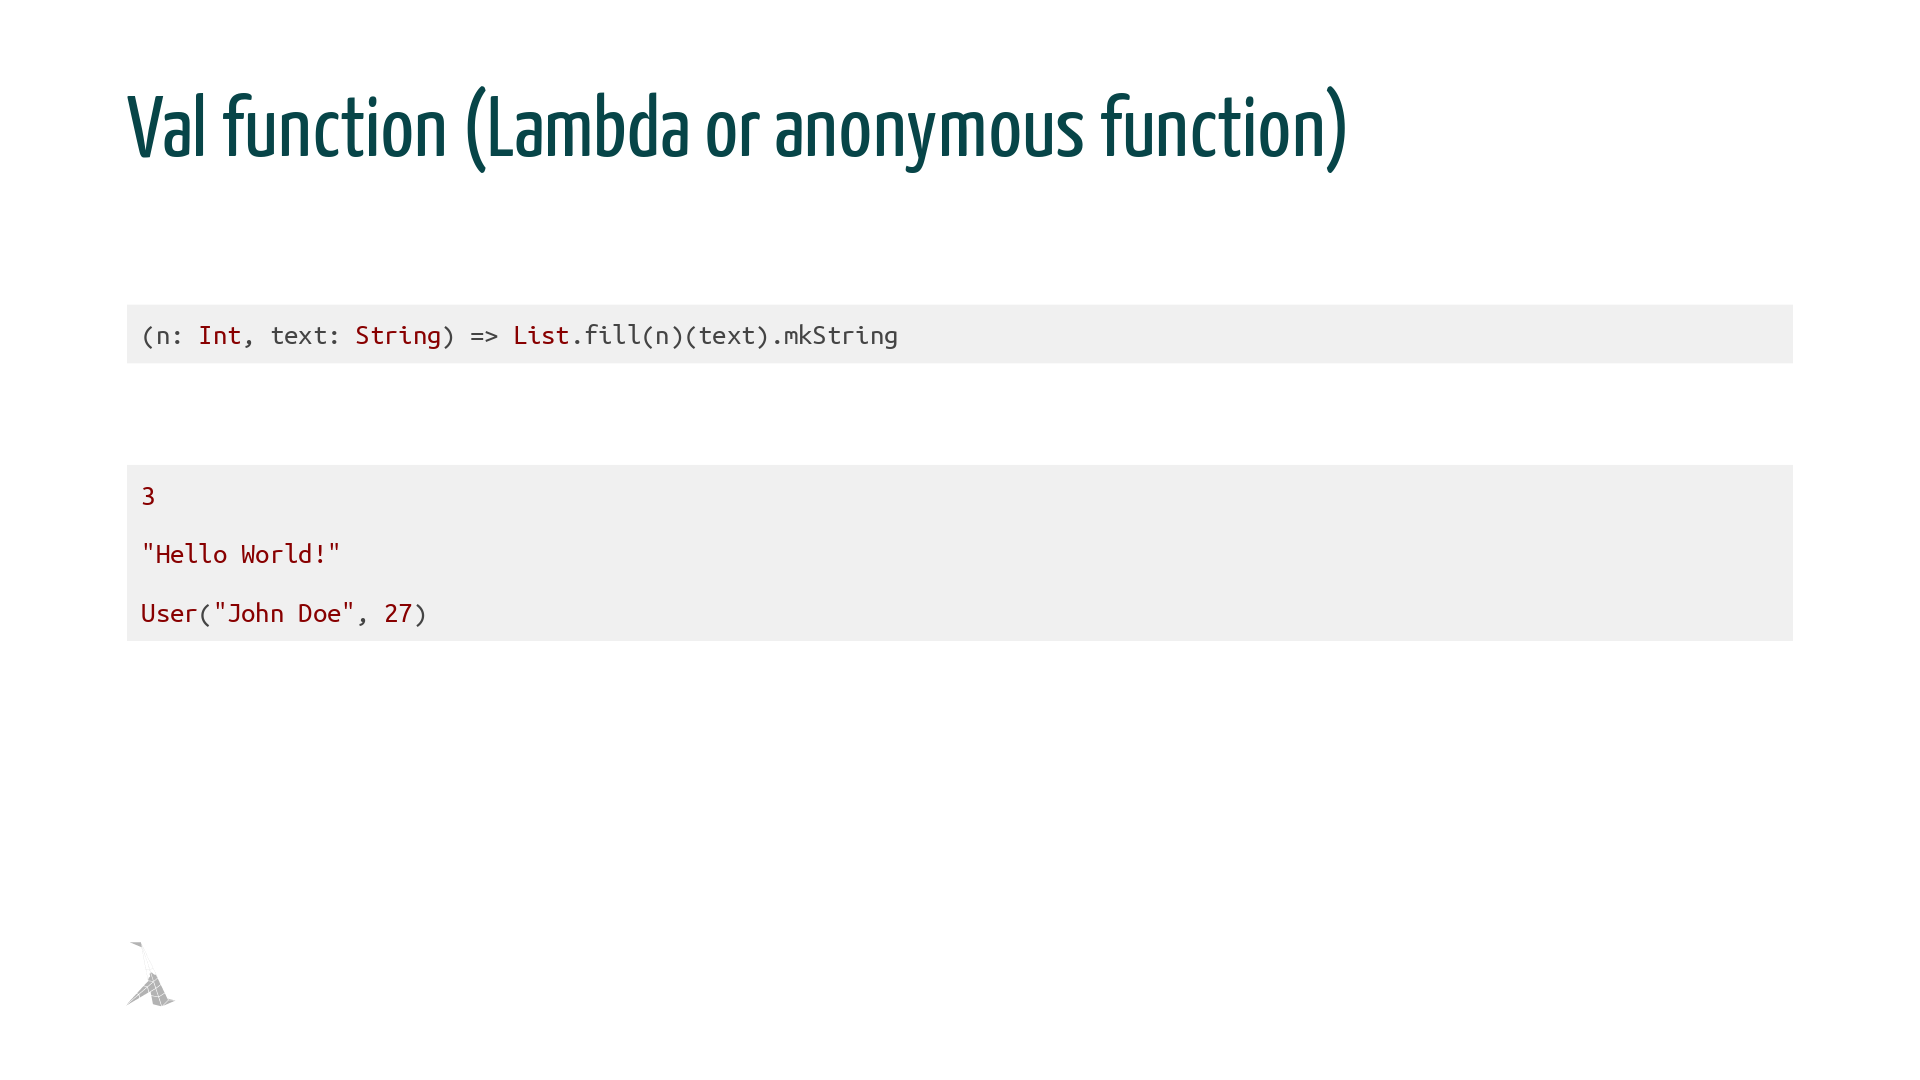 Val function (Lambda or anonymous function)
(n: Int, text: String) => List.fill(n)(text).mkString
3
"Hello World!"
User("John Doe", 27)